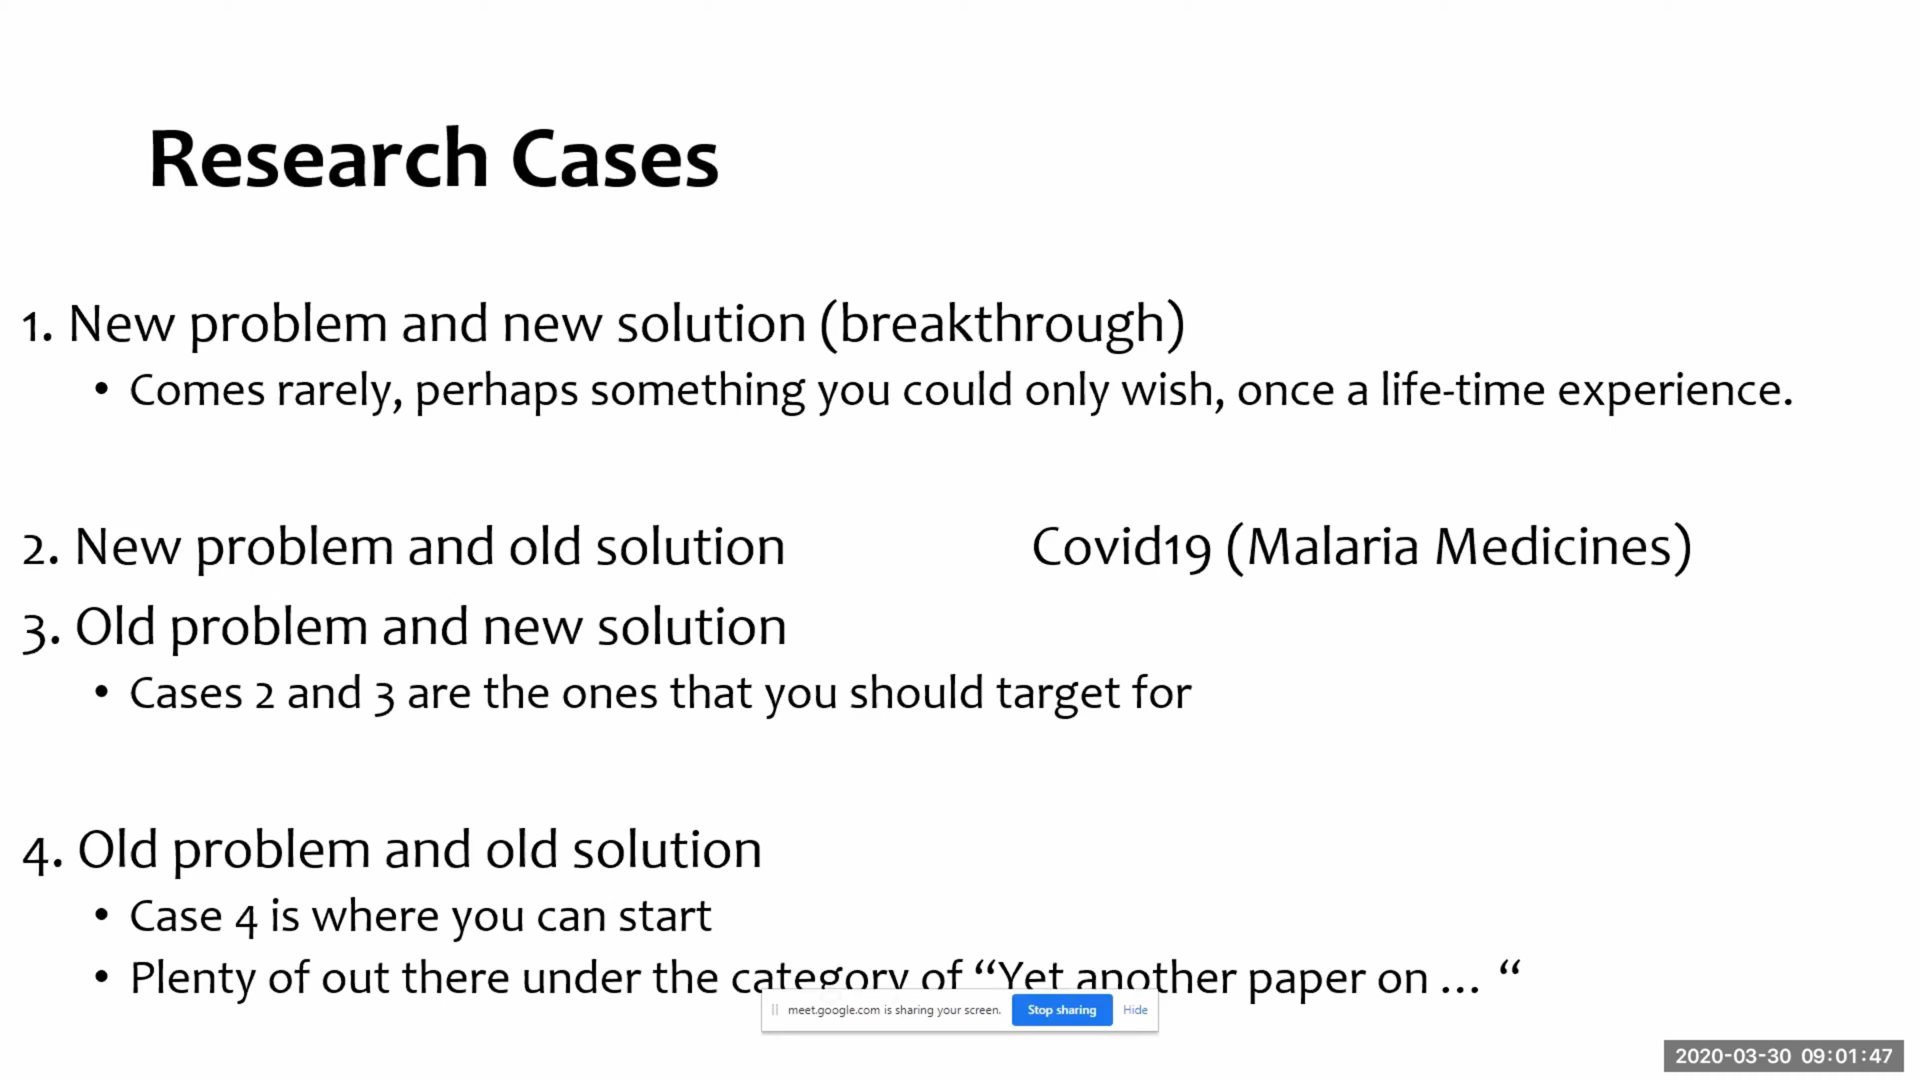 Research Cases
1. New problem and new solution (breakthrough)
• Comes rarely, perhaps something you could only wish, once a life-time experience.
2. New problem and old solution Covid19 (Malaria Medicines)
3. Old problem and new solution
• Cases 2 and 3 are the ones that you should target for
4. Old problem and old solution
• Case 4 is where you can start
• Plenty of out there under the category of “Yet another paper on ... “
meet.google.com is sharing your screen. Stop sharing Hide
2020-03-30 09:01:47